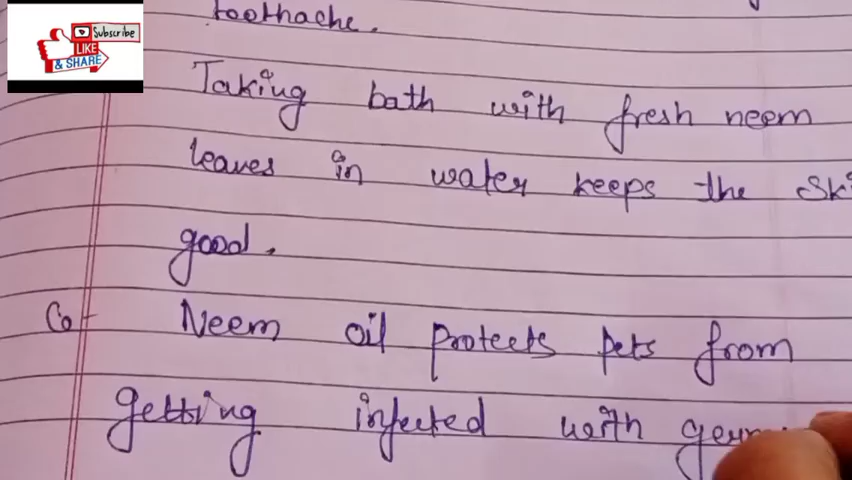 Subscribe
LIKE
& SHARE
toothache.
Taking bath with fresh neem
leaves in water keeps the
good.
Neem oil protects pets from
getting infected with